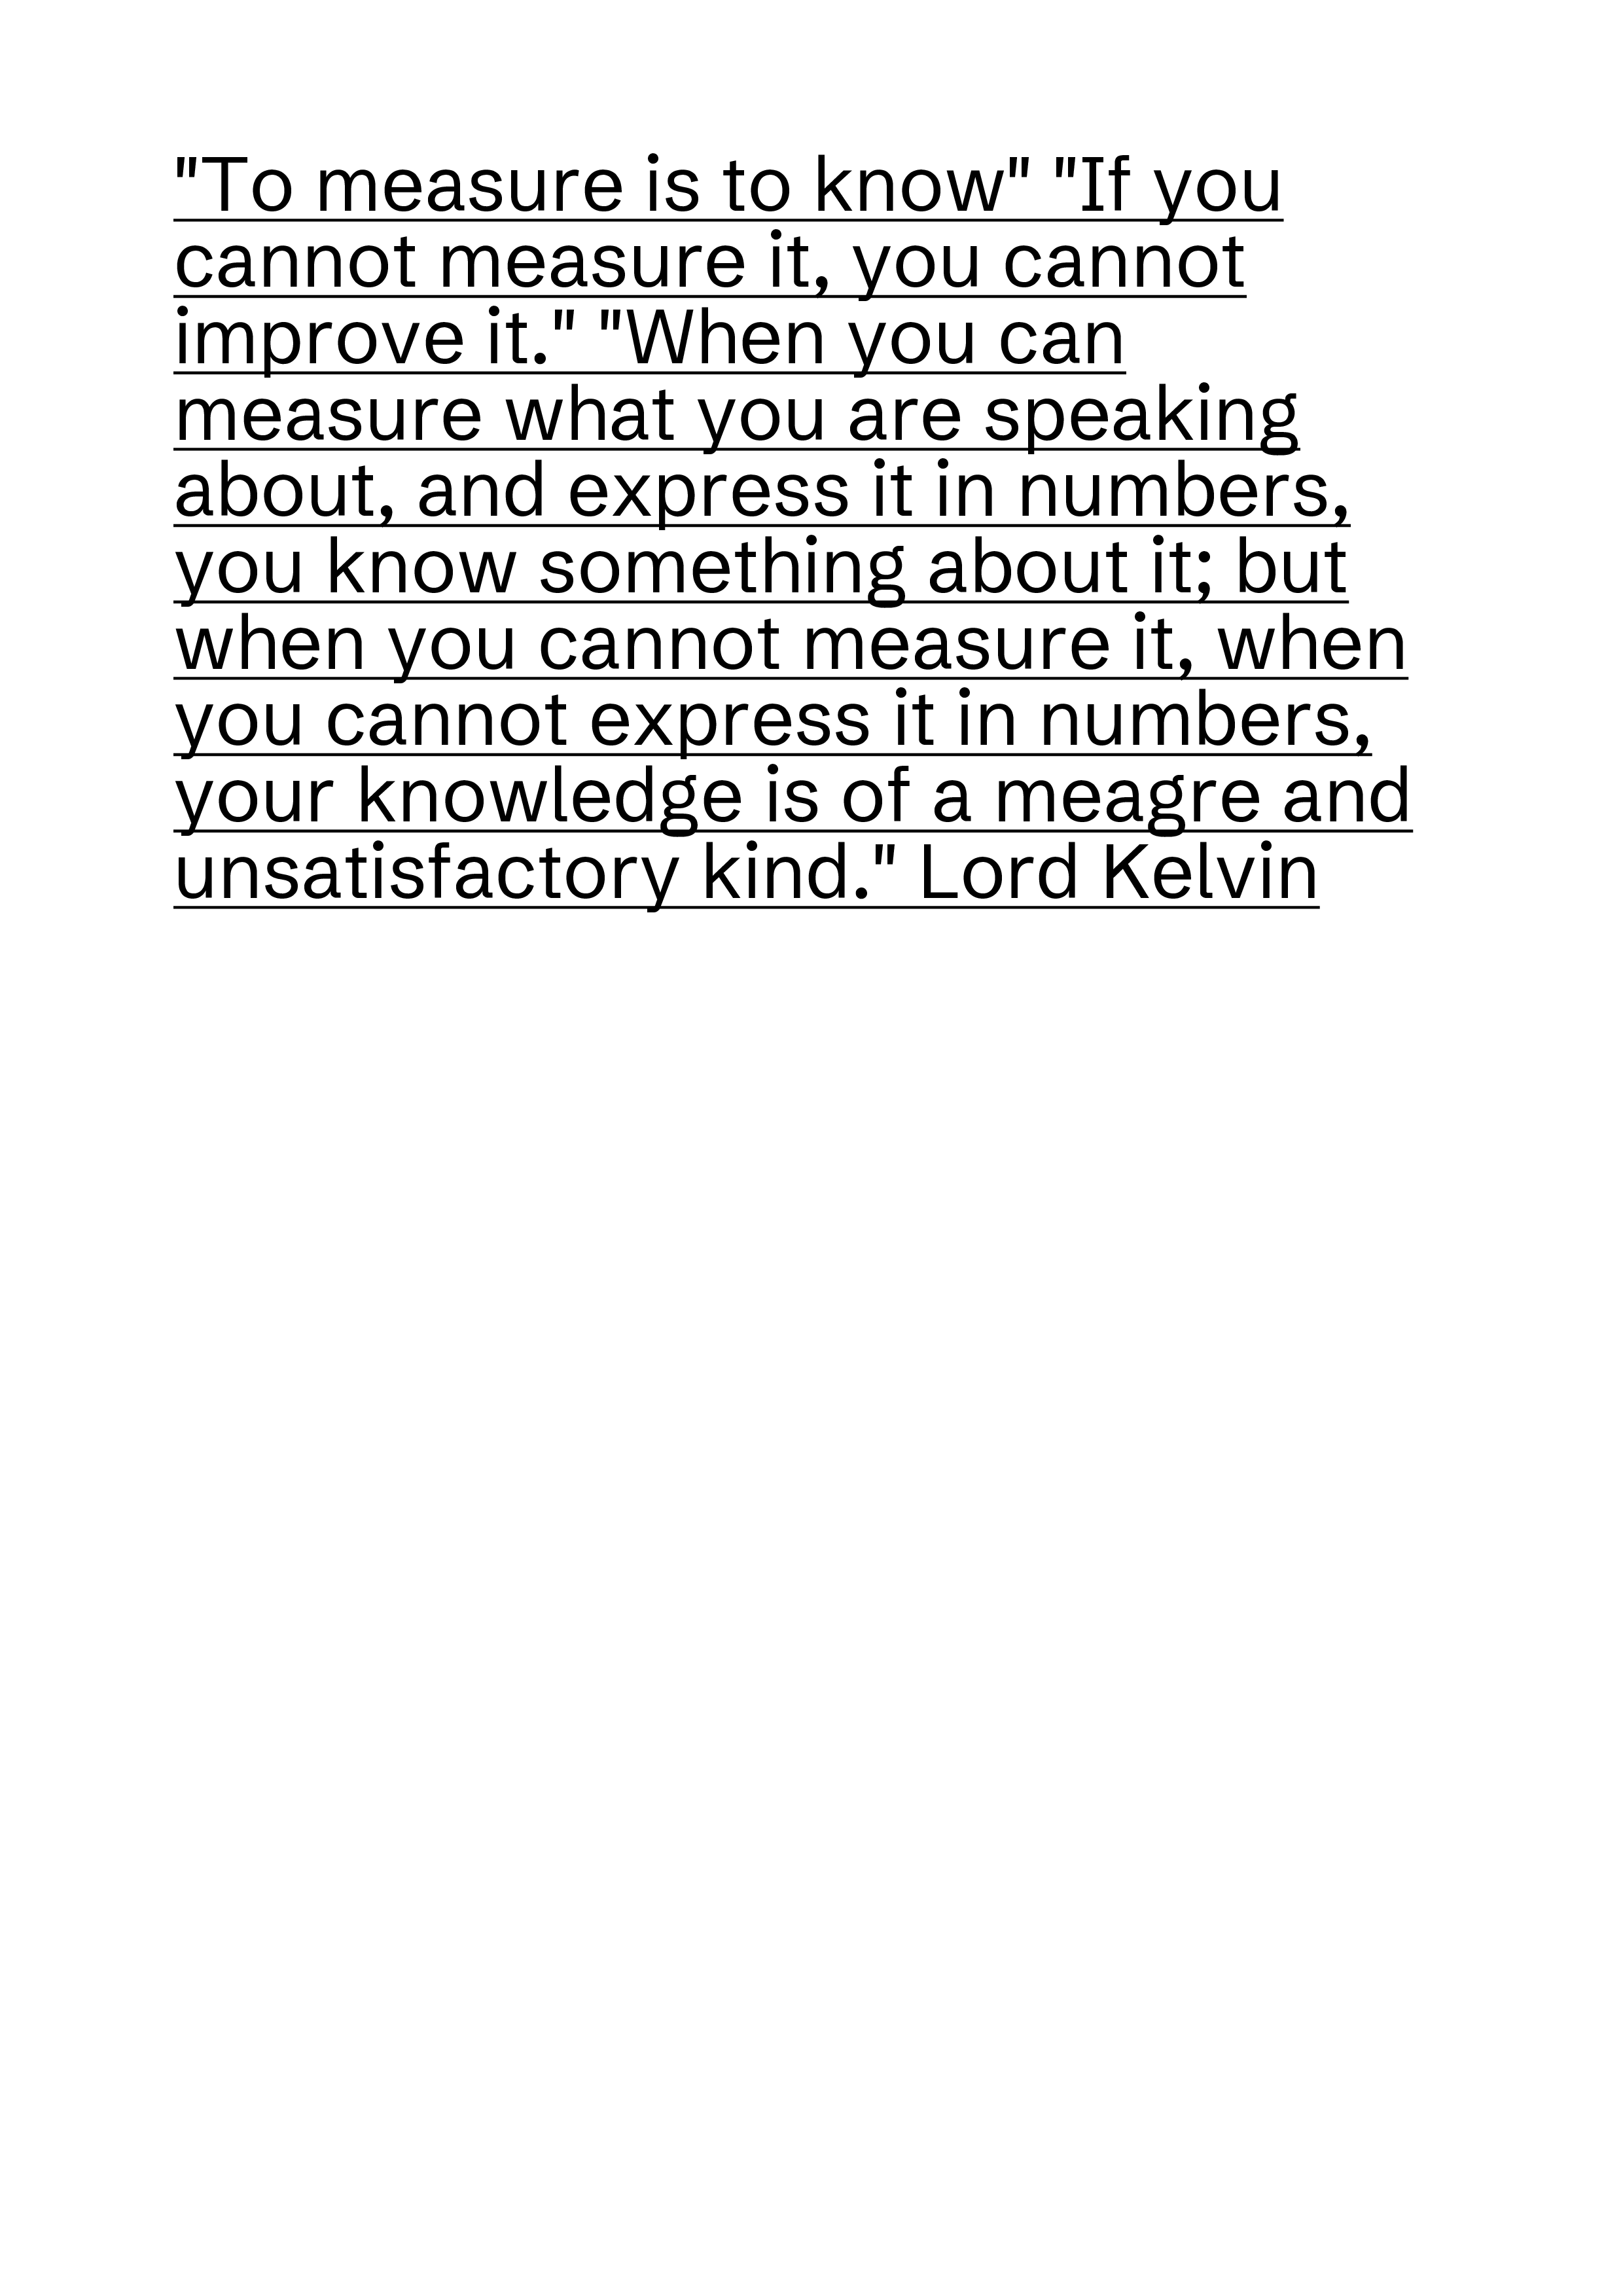 "To measure is to know" "If you
cannot measure it, you cannot
improve it." "When you can
measure what you are speaking
about, and express it in numbers,
you know something about it; but
when you cannot measure it, when
you cannot express it in numbers,
your knowledge is of a meagre and
unsatisfactory kind." Lord Kelvin